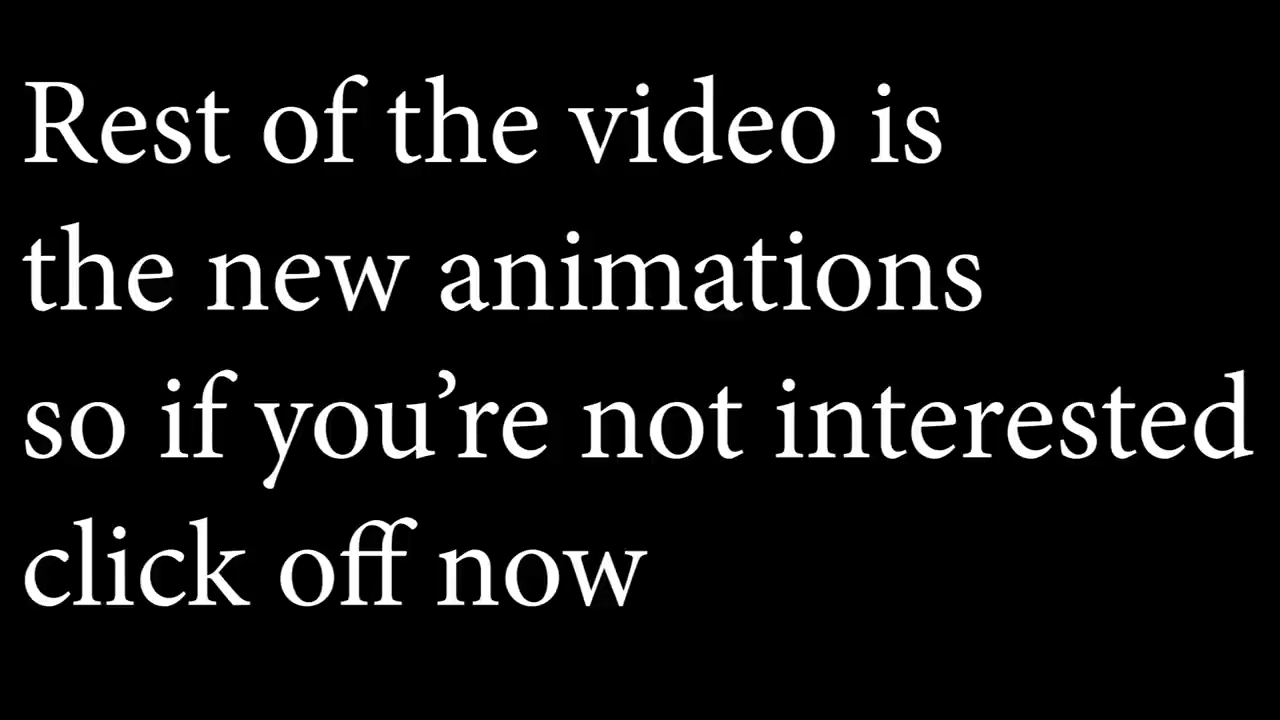 Rest of the video is
the new animations
so if you’re not interested
click off now